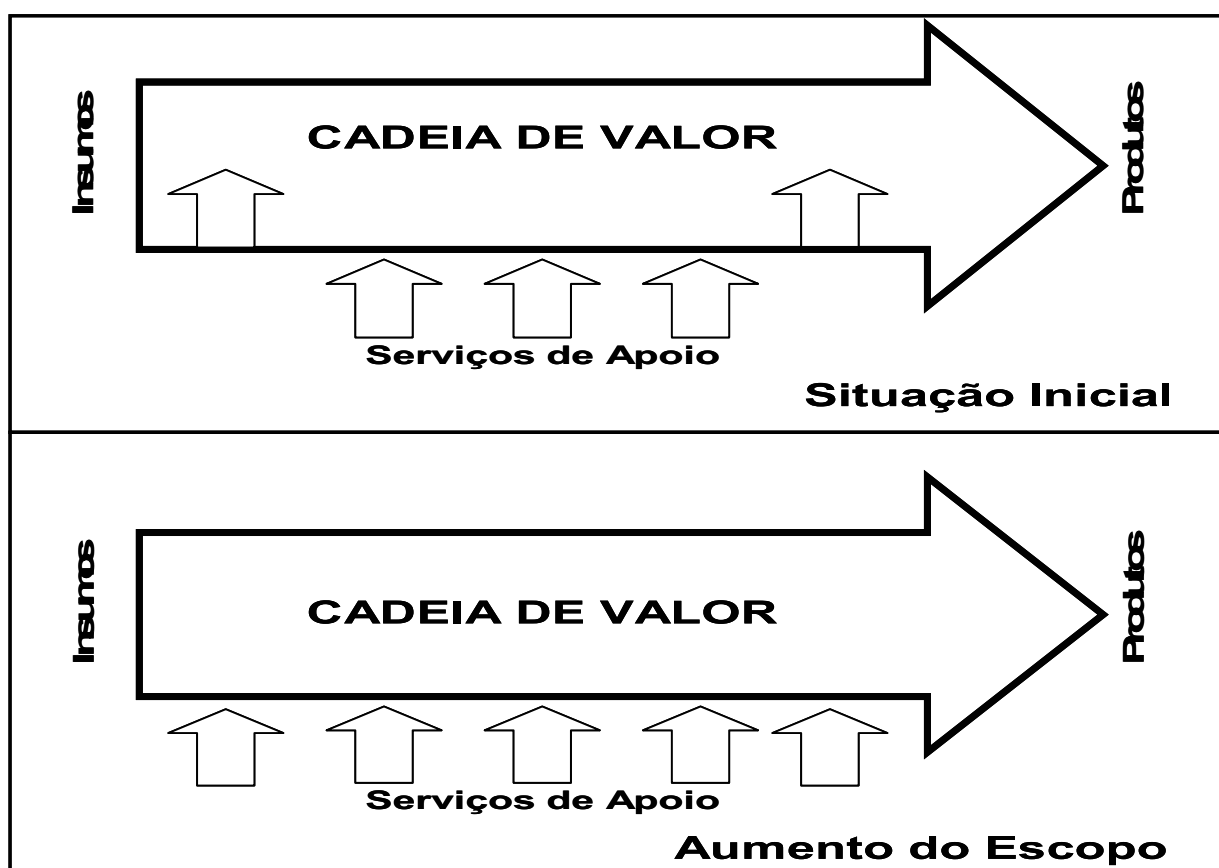 Insumos
CADEIA DE VALOR
Produtos
Serviços de Apoio
Situação Inicial
Insumos
CADEIA DE VALOR
Produtos
Serviços de Apoio
Aumento do Escopo